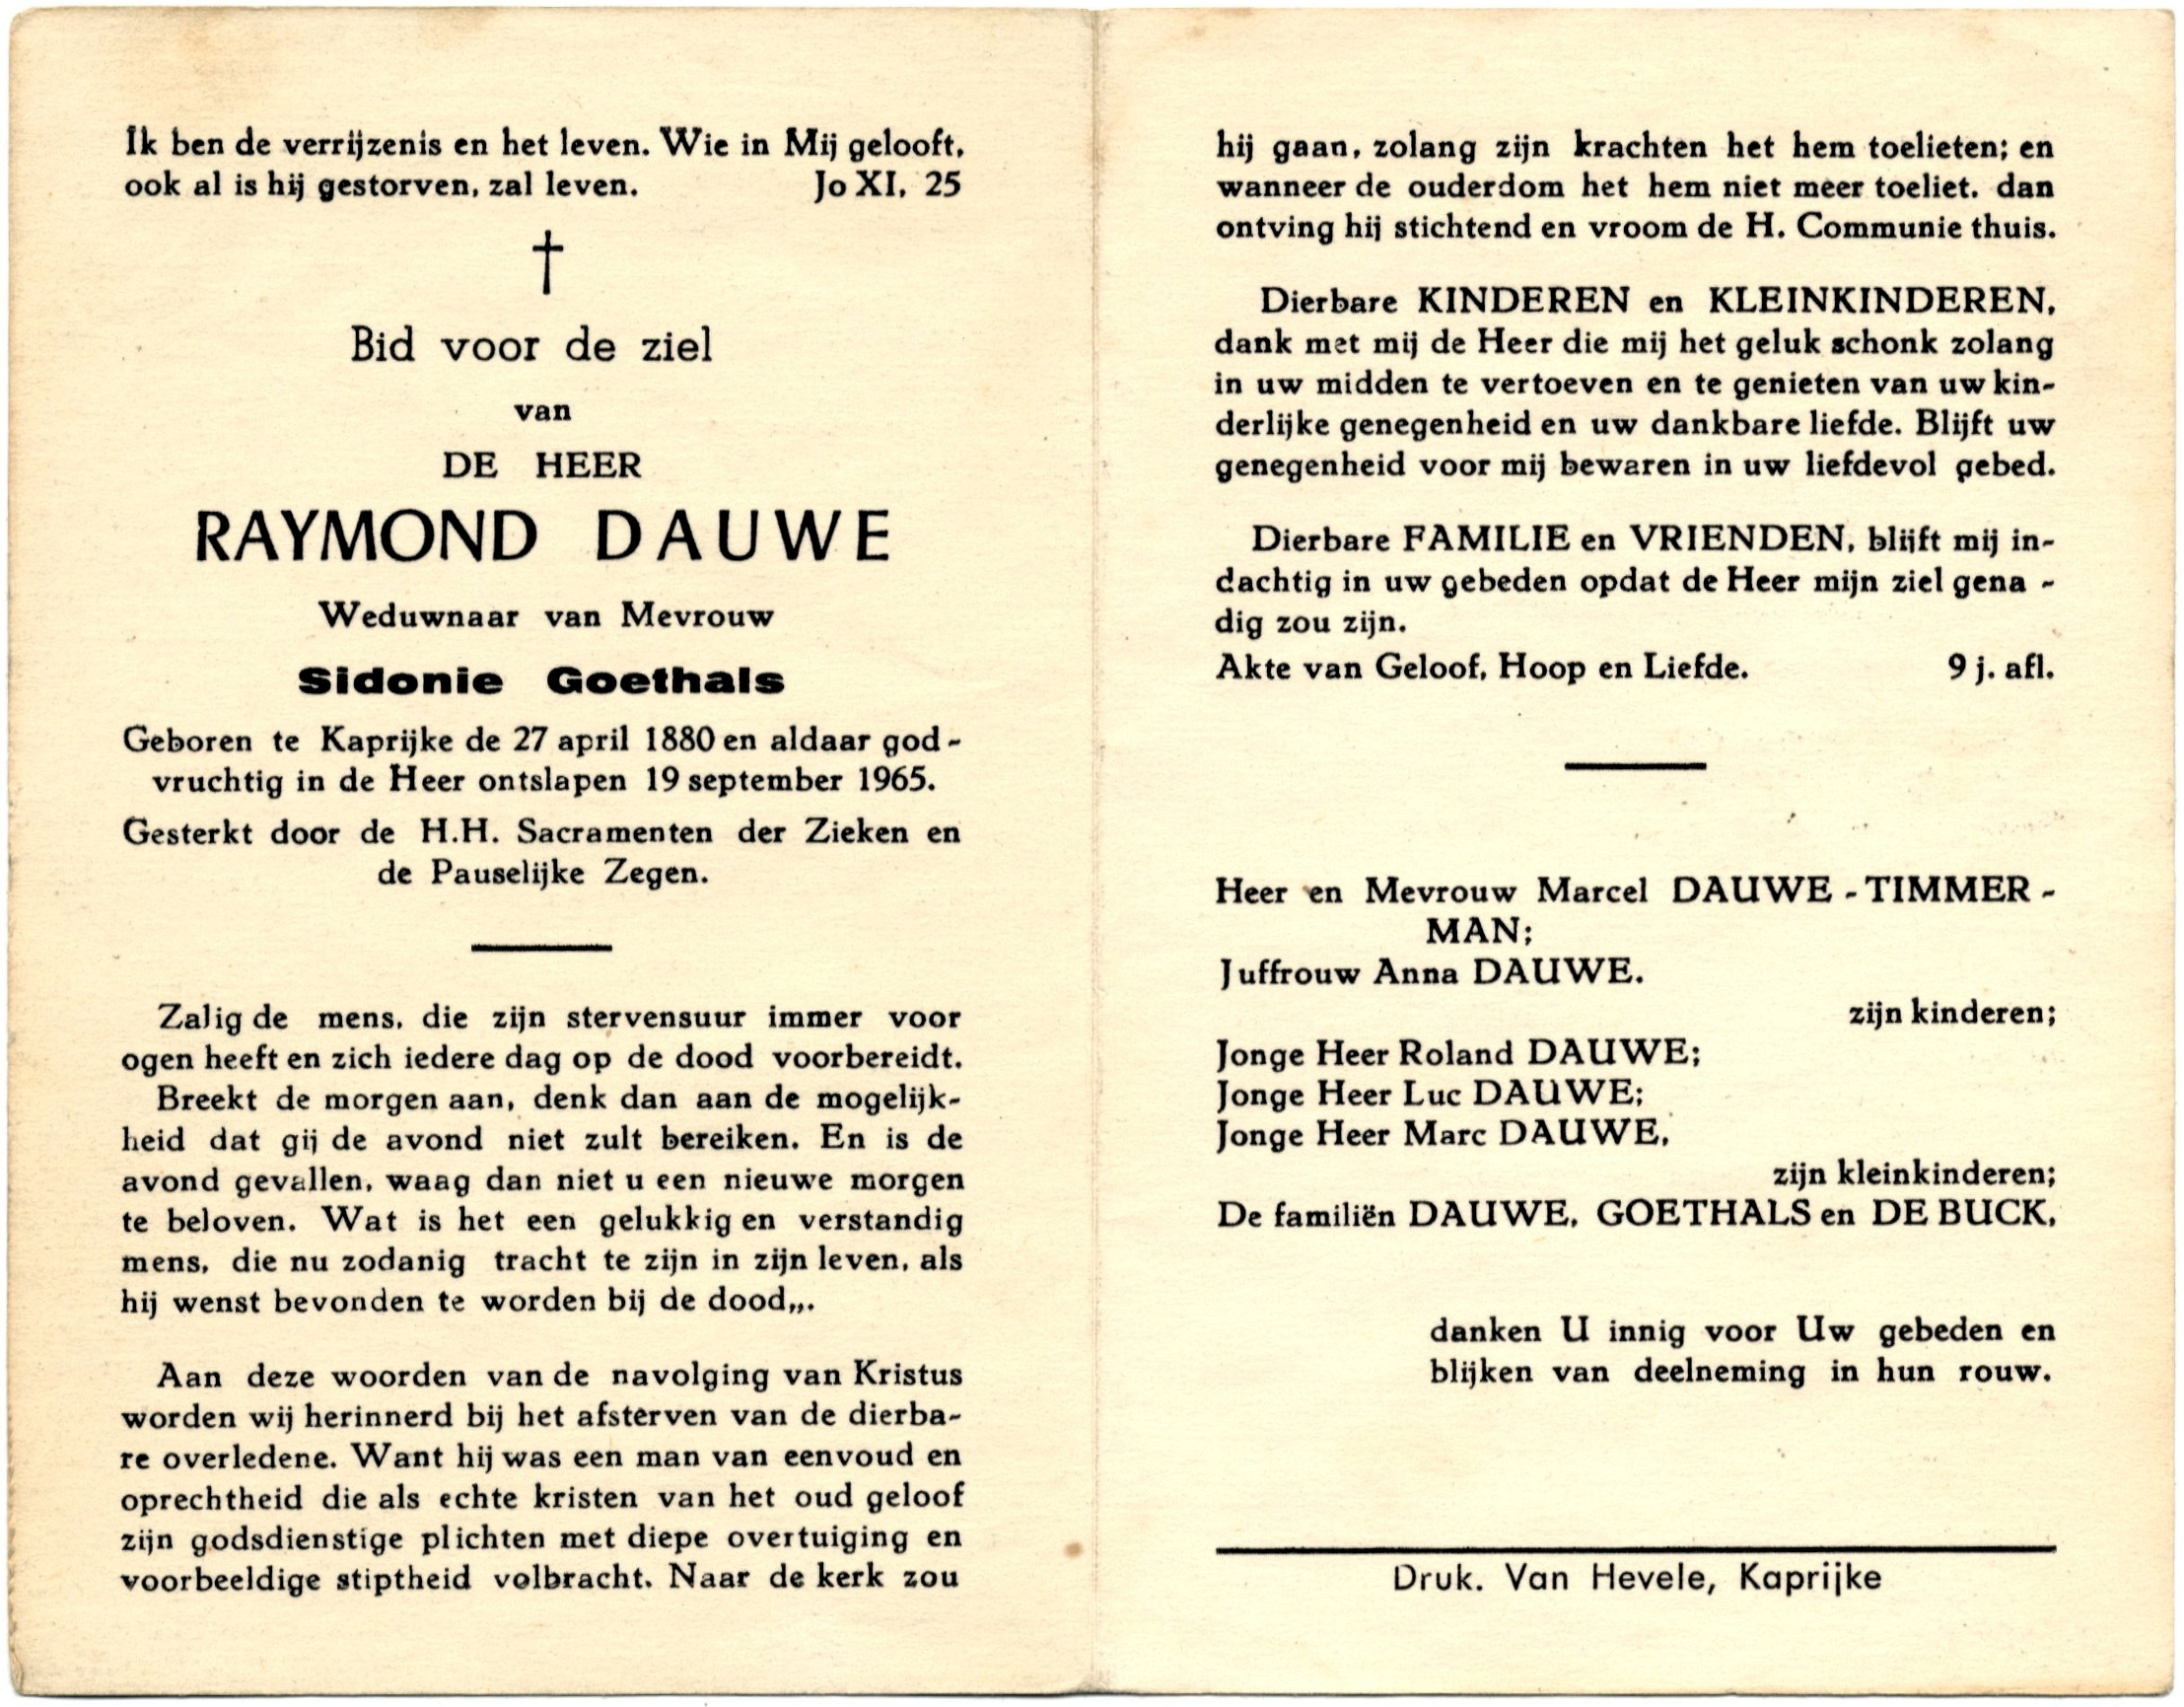 Ik ben de verrijzenis en het leven. Wie in Mij gelooft,
ook al is hij gestorven, zal leven. Jo XI, 25
Bid voor de ziel
van
DE HEER
RAYMOND DAUWE
Weduwnaar van Mevrouw
Sidonie Goethals
Geboren te Kaprijke de 27 april 1880 en aldaar god-
vruchtig in de Heer ontslapen 19 september 1965.
Gesterkt door de H.H. Sacramenten der Zieken en
de Pauselijke Zegen.
Zalig de mens, die zijn stervensuur immer voor
ogen heeft en zich iedere dag op de dood voorbereidt.
Breekt de morgen aan, denk dan aan de mogelijk-
heid dat gij de avond niet zult bereiken. En is de
avond gevallen, waag dan niet u een nieuwe morgen
te beloven. Wat is het een gelukkig en verstandig
mens, die nu zodanig tracht te zijn in zijn leven, als
hij wenst bevonden te worden bij de dood,,.
Aan deze woorden van de navolging van Kristus
worden wij herinnerd bij het afsterven van de dierba-
re overledene. Want hij was een man van eenvoud en
oprechtheid die als echte kristen van het oud geloof
zijn godsdienstige plichten met diepe overtuiging en
voorbeeldige stiptheid volbracht. Naar de kerk zou
hij gaan, zolang zijn krachten het hem toelieten; en
wanneer de ouderdom het hem niet meer toeliet, dan
ontving hij stichtend en vroom de H. Communie thuis.
Dierbare KINDEREN en KLEINKINDEREN,
dank met mij de Heer die mij het geluk schonk zolang
in uw midden te vertoeven en te genieten van uw kin-
derlijke genegenheid en uw dankbare liefde. Blijft uw
genegenheid voor mij bewaren in uw liefdevol gebed.
Dierbare FAMILIE en VRIENDEN, blijft mij in-
dachtig in uw gebeden opdat de Heer mijn ziel gena -
dig zou zijn.
Akte van Geloof, Hoop en Liefde. 9 j. afl.
Heer en Mevrouw Marcel DAUWE - TIMMER -
MAN;
Juffrouw Anna DAUWE.
zijn kinderen;
Jonge Heer Roland DAUWE;
Jonge Heer Luc DAUWE;
Jonge Heer Marc DAUWE,
zijn kleinkinderen;
De familiën DAUWE, GOETHALS en DE BUCK,
danken U innig voor Uw gebeden en
blijken van deelneming in hun rouw.
Druk. Van Hevele, Kaprijke